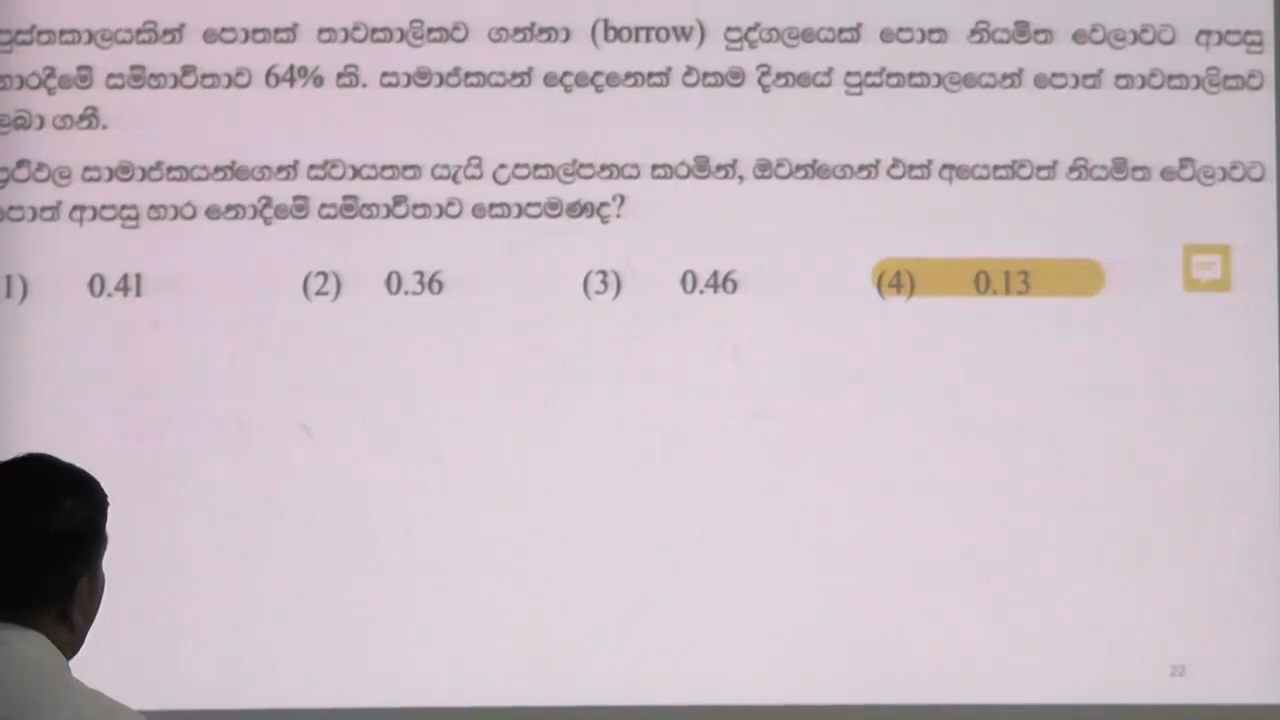 පුස්තකාලයකින් පොතක් තාවකාලිකව ගන්නා (borrow) පුද්ගලයෙක් පොත නියමිත වෙලාවට ආපසු
භාරදීමේ සම්භාවිතාව 64% කි. සාමාජිකයන් දෙදෙනෙක් එකම දිනයේ පුස්තකාලයෙන් පොත් තාවකාලිකව
ලබා ගනී.
ප්‍රතිඵල සාමාජිකයන්ගෙන් ස්වායත්ත යැයි උපකල්පනය කරමින්, ඔවුන්ගෙන් එක් අයෙක්වත් නියමිත වේලාවට
පොත් ආපසු භාර නොදීමේ සම්භාවිතාව කොපමණද?
1) 0.41 (2) 0.36 (3) 0.46 (4) 0.13
22